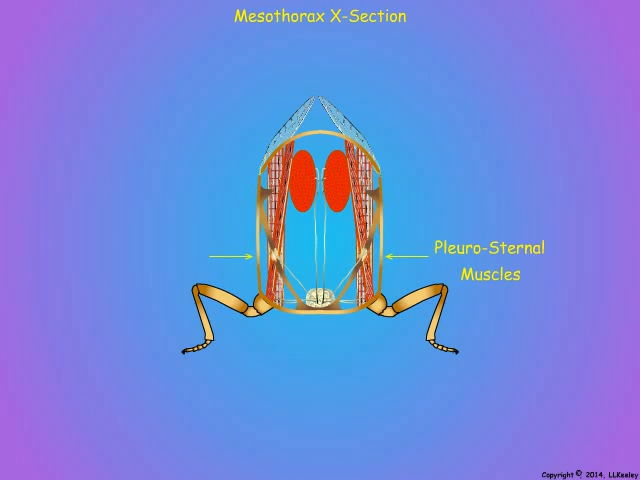 Mesothorax X-Section
Pleuro-Sternal
Muscles
Copyright ©, 2014, LLKeeley